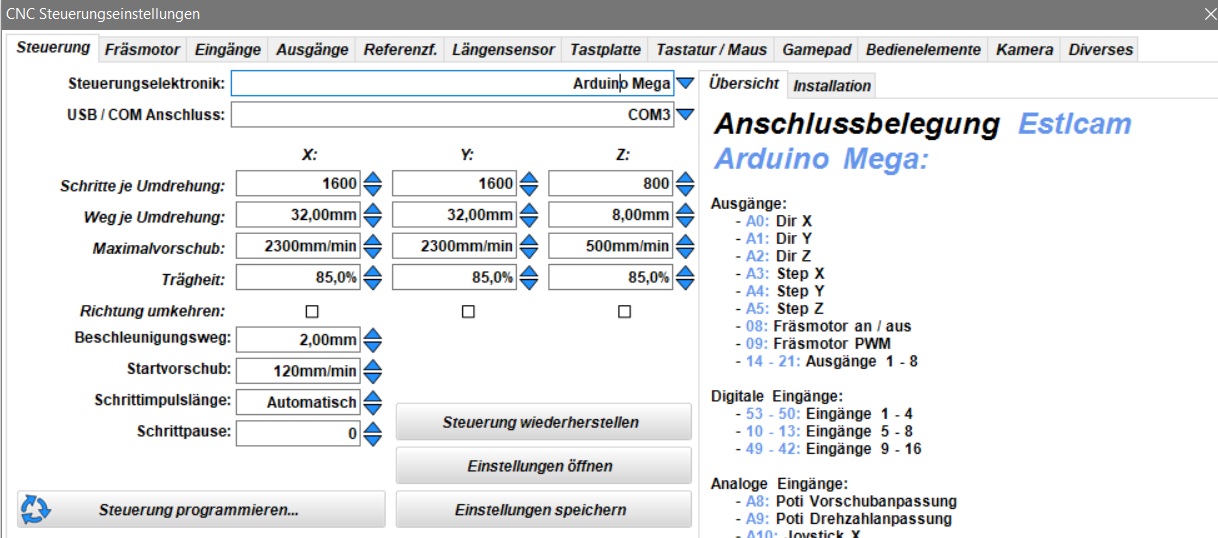 CNC Steuerungseinstellungen
Steuerung Fräsmotor Eingänge Ausgänge Referenzf. Längensensor Tastplatte Tastatur / Maus Gamepad Bedienelemente Kamera Diverses
Steuerungselektronik: Arduino Mega
USB / COM Anschluss: COM3
X: Y: Z:
Schritte je Umdrehung: 1600 1600 800
Weg je Umdrehung: 32,00mm 32,00mm 8,00mm
Maximalvorschub: 2300mm/min 2300mm/min 500mm/min
Trägheit: 85,0% 85,0% 85,0%
Richtung umkehren:
Beschleunigungsweg: 2,00mm
Startvorschub: 120mm/min
Schrittimpulslänge: Automatisch
Schrittpause: 0
Steuerung wiederherstellen
Einstellungen öffnen
Steuerung programmieren...
Einstellungen speichern
Übersicht Installation
Anschlussbelegung Estlcam
Arduino Mega:
Ausgänge:
- A0: Dir X
- A1: Dir Y
- A2: Dir Z
- A3: Step X
- A4: Step Y
- A5: Step Z
- 08: Fräsmotor an / aus
- 09: Fräsmotor PWM
- 14 - 21: Ausgänge 1 - 8
Digitale Eingänge:
- 53 - 50: Eingänge 1 - 4
- 10 - 13: Eingänge 5 - 8
- 49 - 42: Eingänge 9 - 16
Analoge Eingänge:
- A8: Poti Vorschubanpassung
- A9: Poti Drehzahlanpassung
- A10: Joystick X